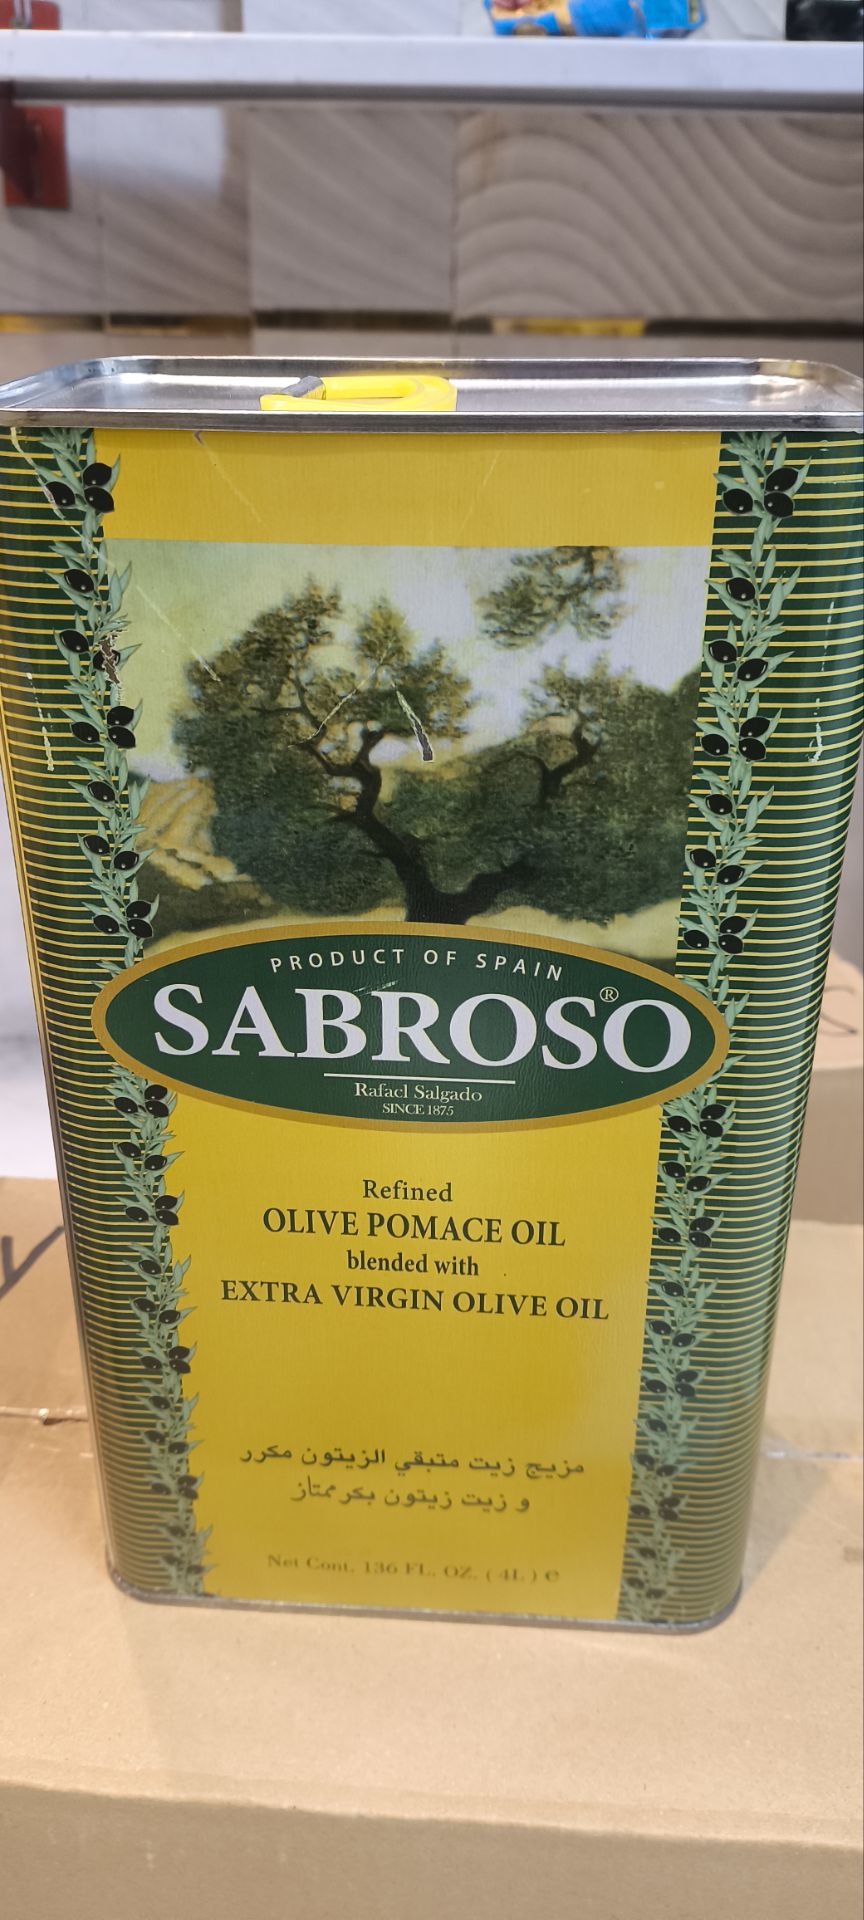 PRODUCT OF SPAIN
SABROSO®
Rafael Salgado
SINCE 1875
Refined
OLIVE POMACE OIL
blended with
EXTRA VIRGIN OLIVE OIL
مزيج زيت متبقي الزيتون مكرر
و زيت زيتون بكر ممتاز
Net Cont. 136 FL. OZ. ( 4L ) e